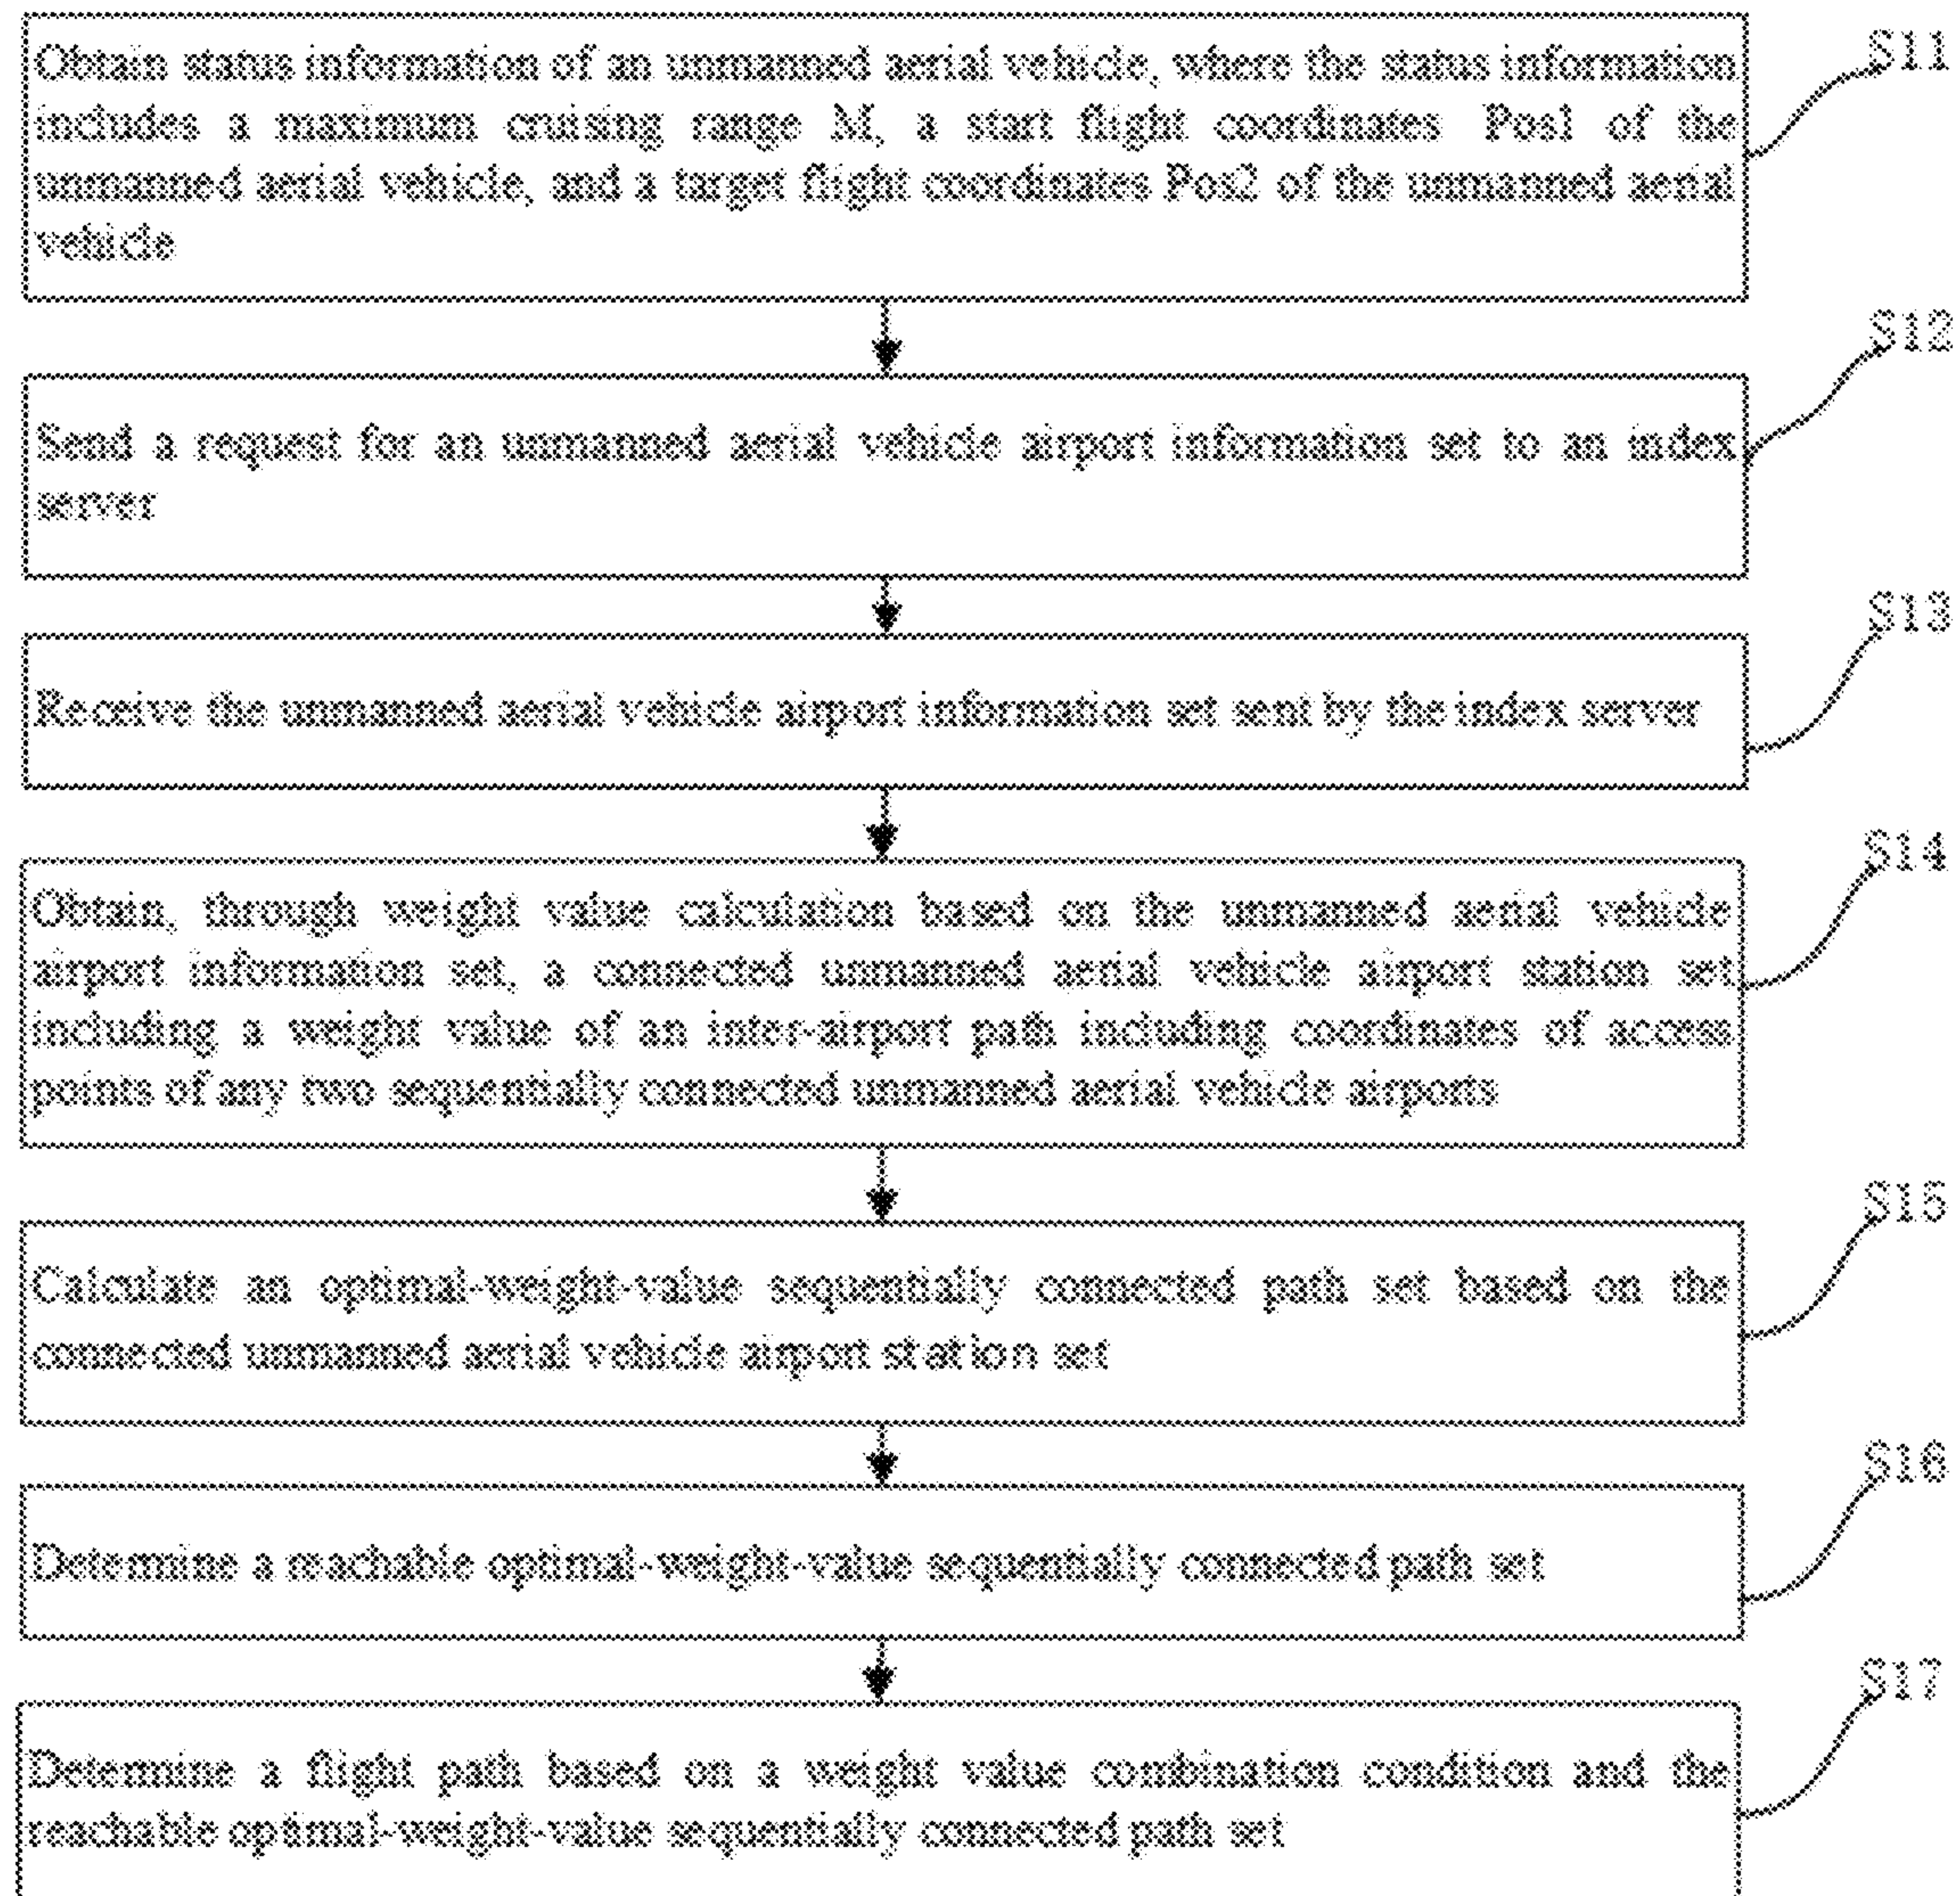 Obtain status information of an unmanned aerial vehicle, where the status information
includes a maximum cruising range M, a start flight coordinates Pos1 of the
unmanned aerial vehicle, and a target flight coordinates Pos2 of the unmanned aerial
vehicle
S11
Send a request for an unmanned aerial vehicle airport information set to an index
server
S12
Receive the unmanned aerial vehicle airport information set sent by the index server
S13
Obtain, through weight value calculation based on the unmanned aerial vehicle
airport information set, a connected unmanned aerial vehicle airport station set
including a weight value of an inter-airport path including coordinates of access
points of any two sequentially connected unmanned aerial vehicle airports
S14
Calculate an optimal-weight-value sequentially connected path set based on the
connected unmanned aerial vehicle airport station set
S15
Determine a reachable optimal-weight-value sequentially connected path set
S16
Determine a flight path based on a weight value combination condition and the
reachable optimal-weight-value sequentially connected path set
S17